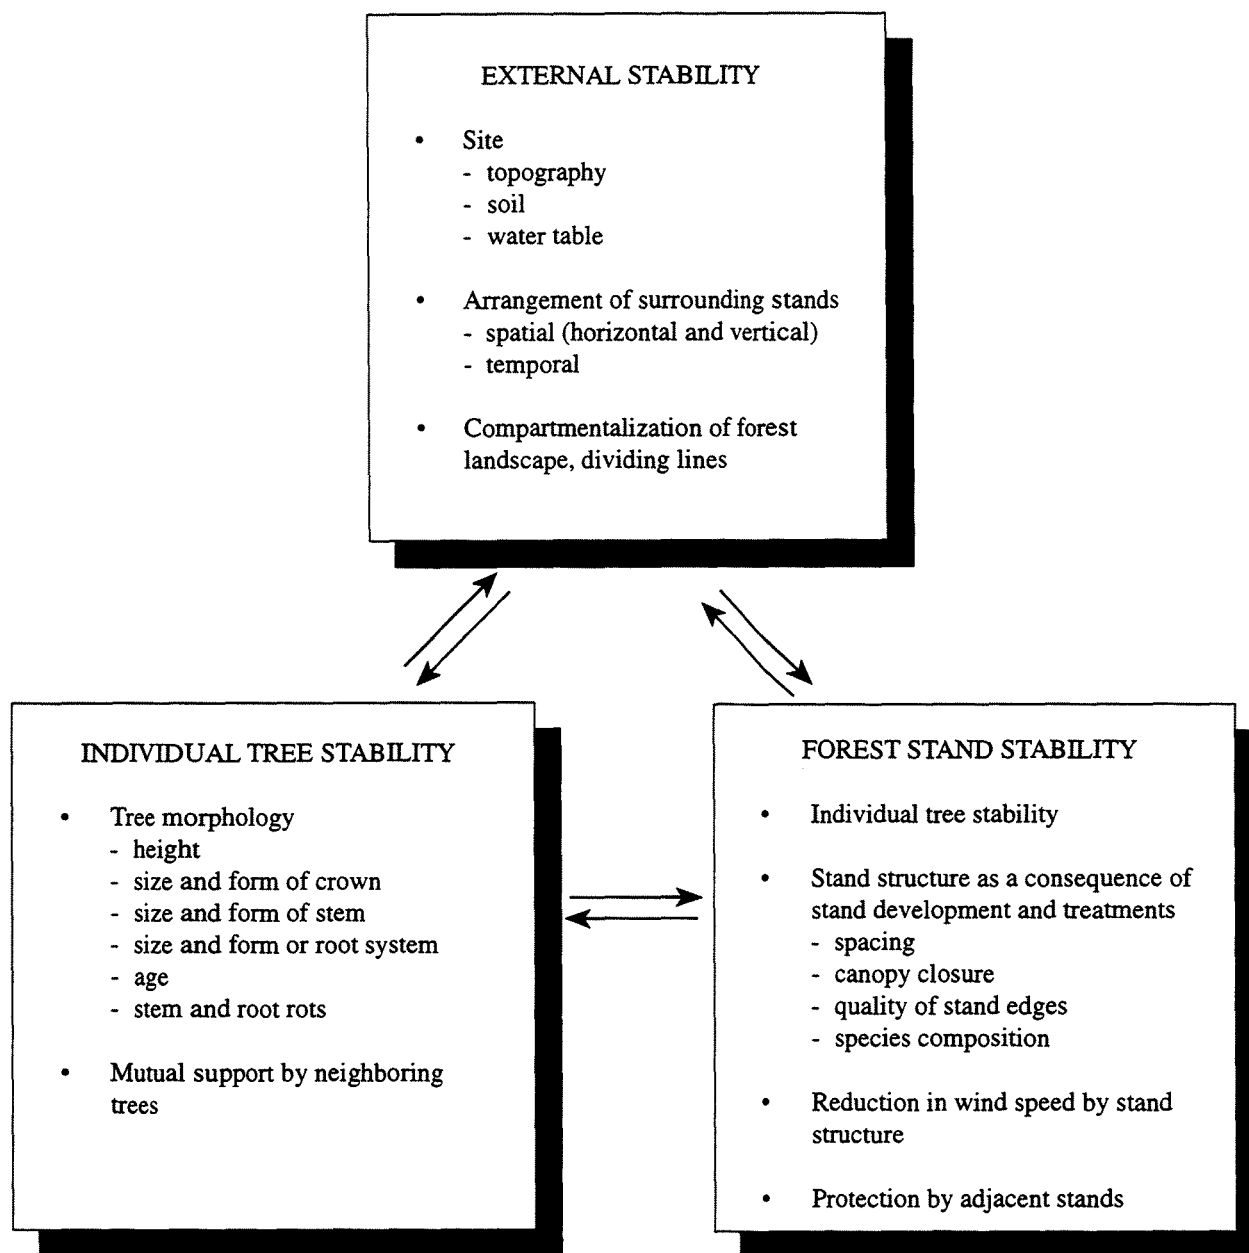 EXTERNAL STABILITY
• Site
- topography
- soil
- water table
• Arrangement of surrounding stands
- spatial (horizontal and vertical)
- temporal
• Compartmentalization of forest
landscape, dividing lines
INDIVIDUAL TREE STABILITY
• Tree morphology
- height
- size and form of crown
- size and form of stem
- size and form or root system
- age
- stem and root rots
• Mutual support by neighboring
trees
FOREST STAND STABILITY
• Individual tree stability
• Stand structure as a consequence of
stand development and treatments
- spacing
- canopy closure
- quality of stand edges
- species composition
• Reduction in wind speed by stand
structure
• Protection by adjacent stands